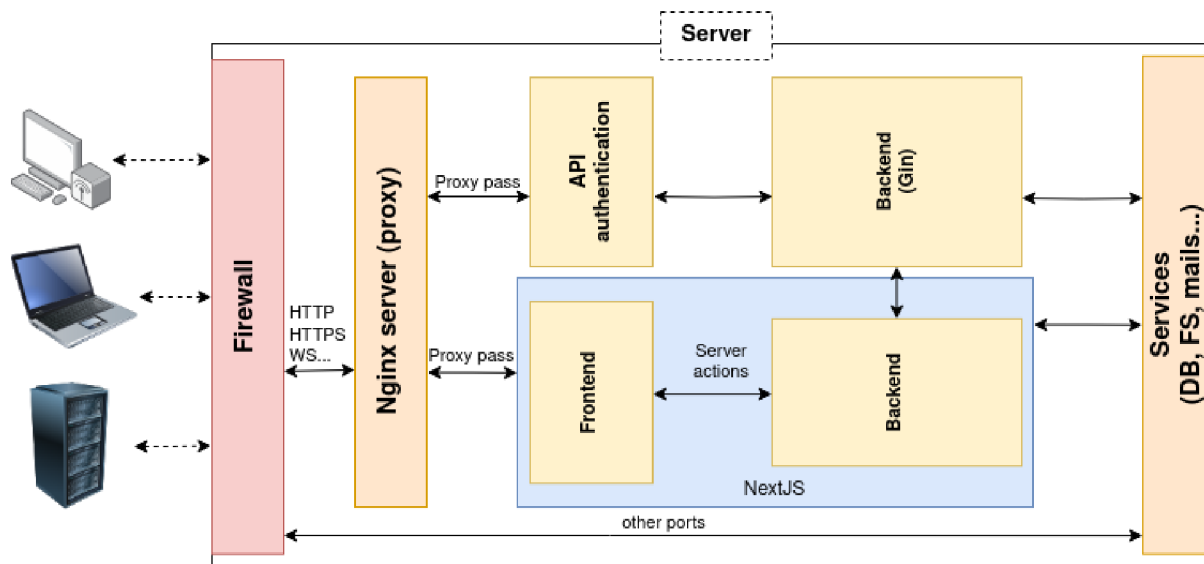 Server
Firewall
HTTP
HTTPS
WS...
Nginx server (proxy)
Proxy pass
Proxy pass
API
authentication
Backend
(Gin)
Frontend
Server
actions
Backend
NextJS
other ports
Services
(DB, FS, mails...)